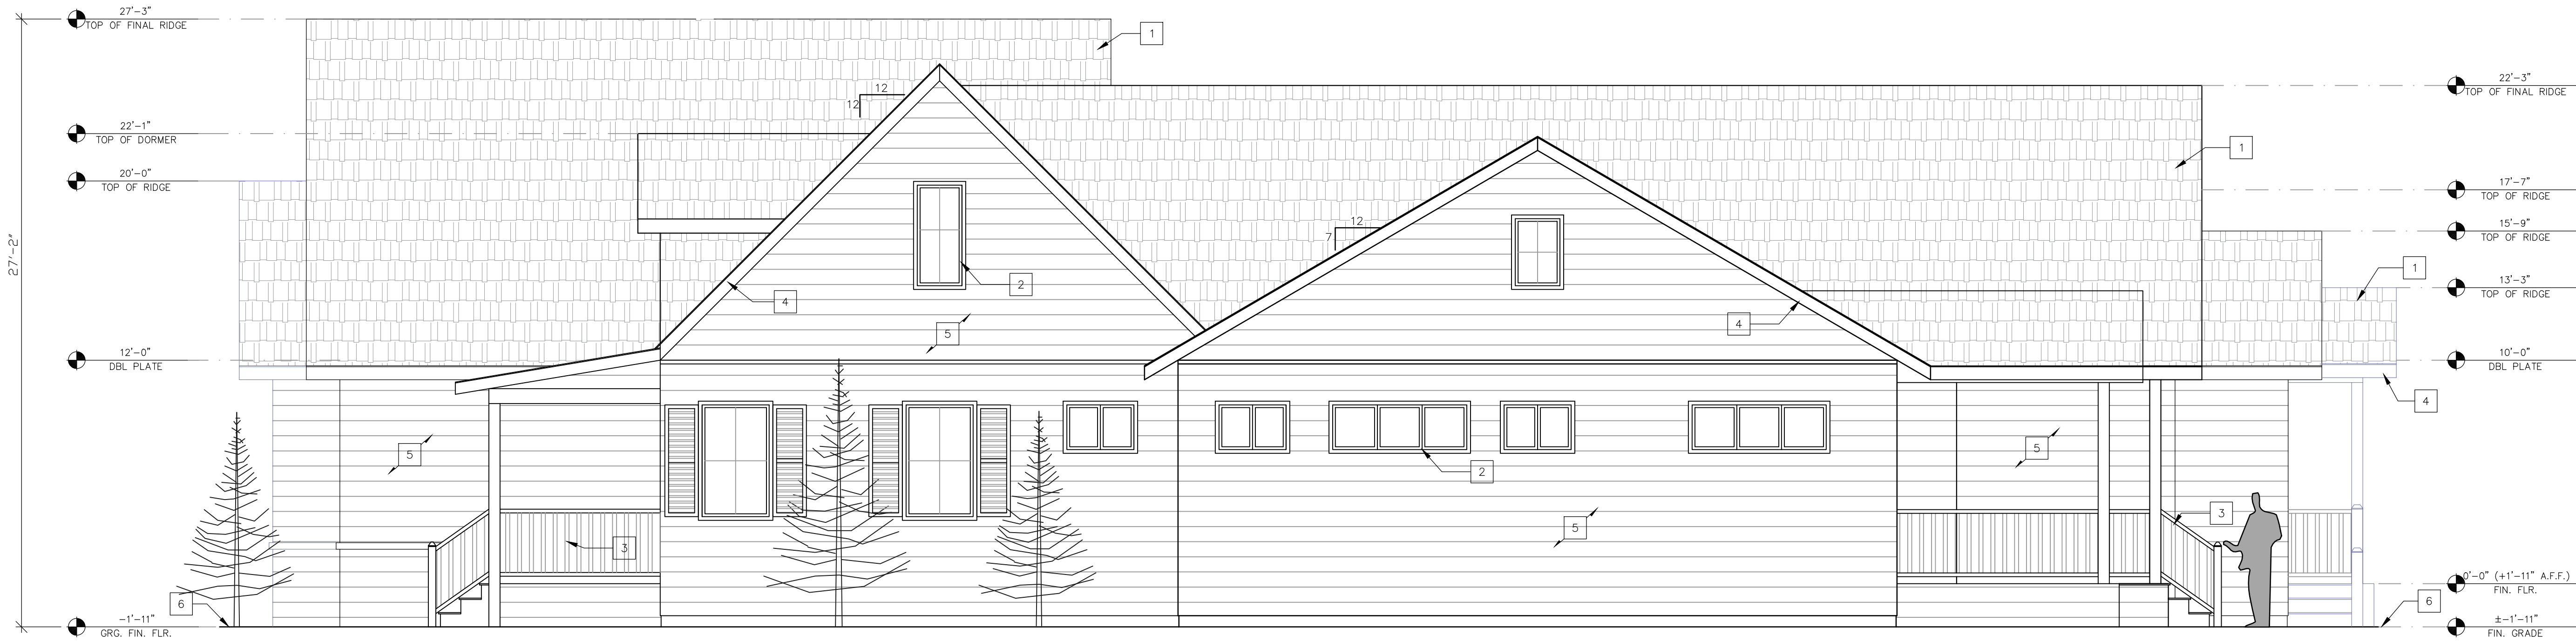 27'-3"
TOP OF FINAL RIDGE
1
12
12
22'-3"
TOP OF FINAL RIDGE
22'-1"
TOP OF DORMER
1
20'-0"
TOP OF RIDGE
17'-7"
TOP OF RIDGE
12
7
15'-9"
TOP OF RIDGE
27'-2"
1
2
4
4
13'-3"
TOP OF RIDGE
5
12'-0"
DBL PLATE
10'-0"
DBL PLATE
4
5
5
2
3
5
3
0'-0" (+1'-11" A.F.F.)
FIN. FLR.
6
6
-1'-11"
GRG. FIN. FLR.
±-1'-11"
FIN. GRADE